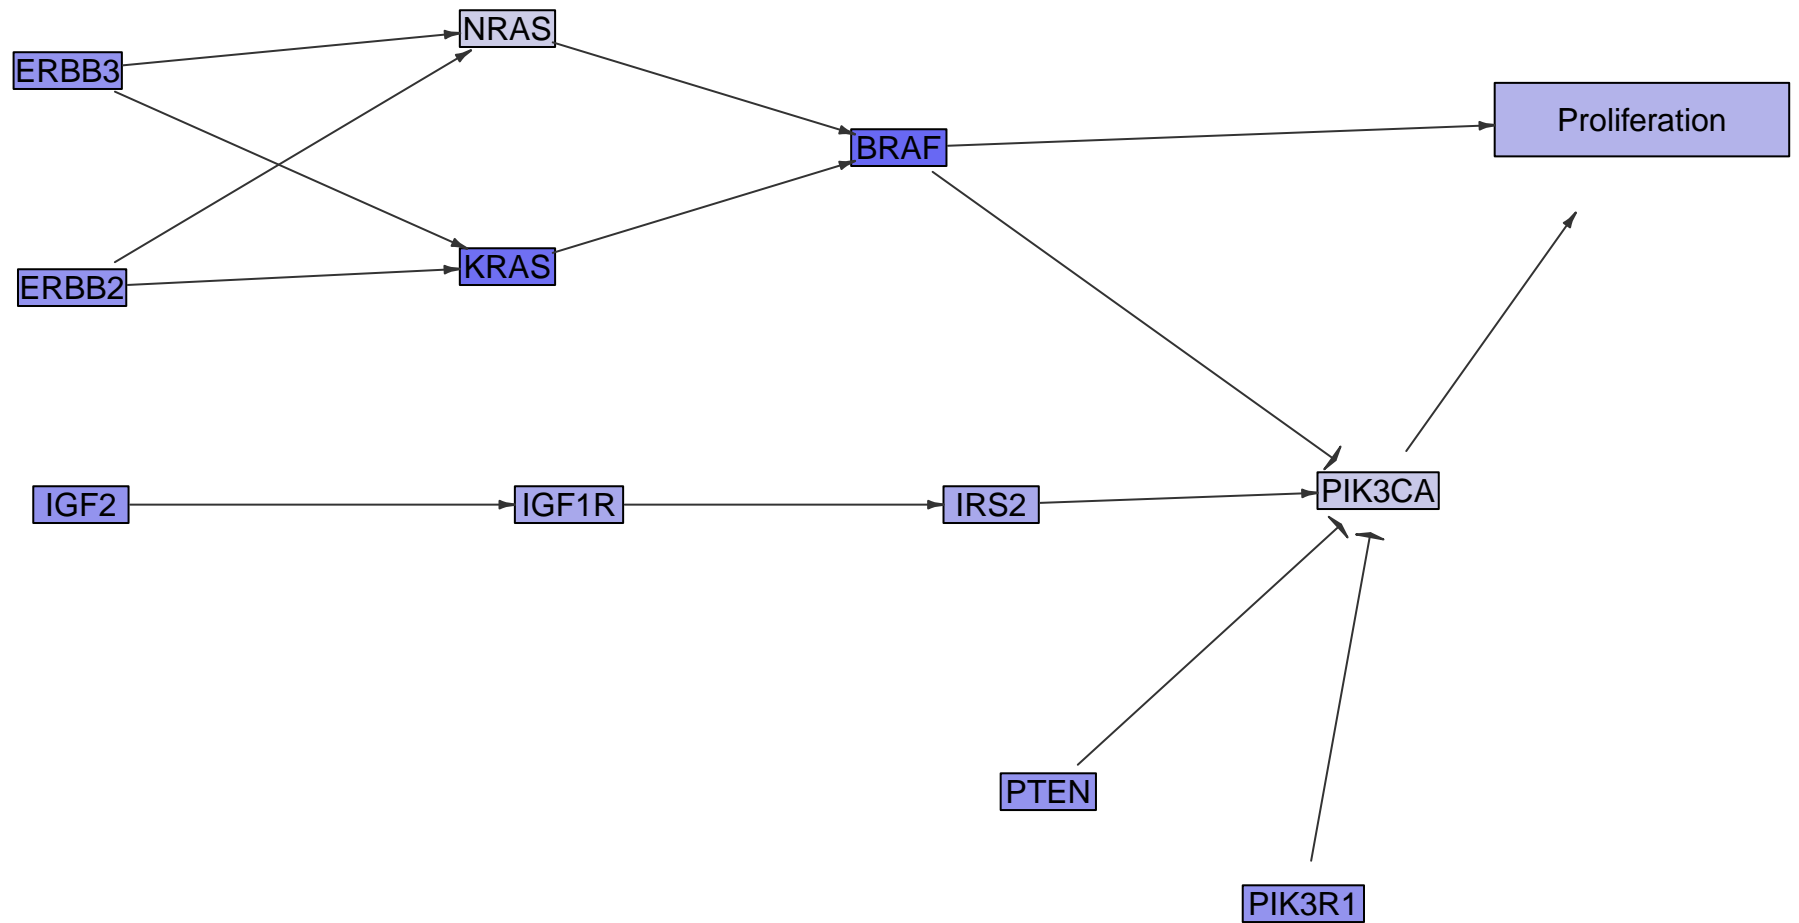 NRAS
ERBB3
Proliferation
BRAF
KRAS
ERBB2
PIK3CA
IGF2
IGF1R
IRS2
PTEN
PIK3R1